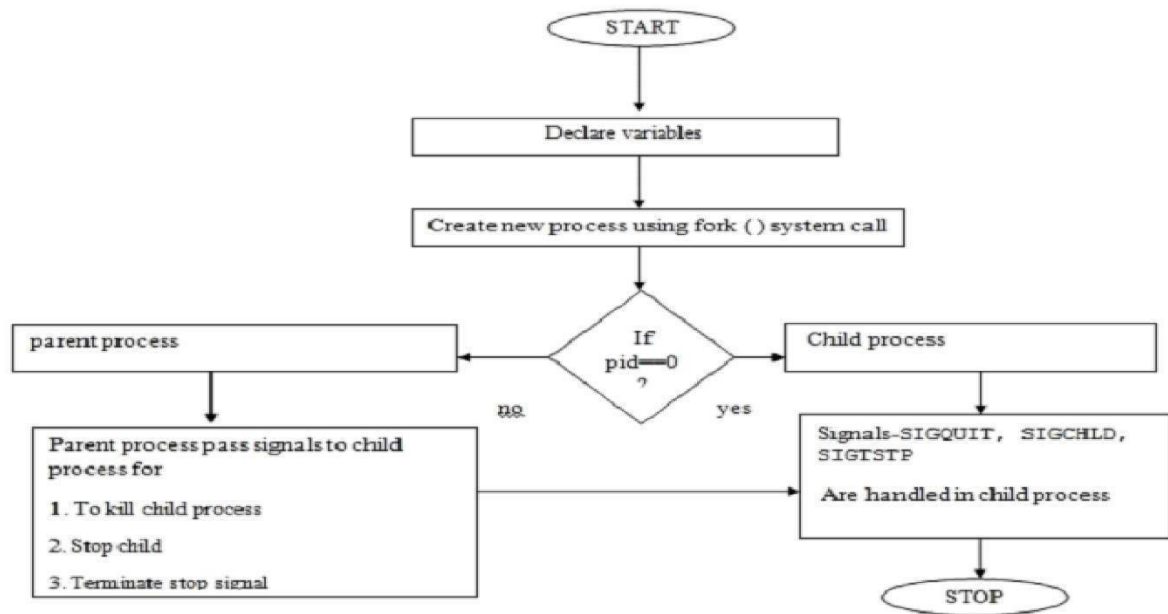 START
Declare variables
Create new process using fork ( ) system call
If
pid==0
?
parent process
Child process
no
yes
Parent process pass signals to child
process for
1. To kill child process
2. Stop child
3. Terminate stop signal
Signals-SIGQUIT, SIGCHLD,
SIGTSTP
Are handled in child process
STOP